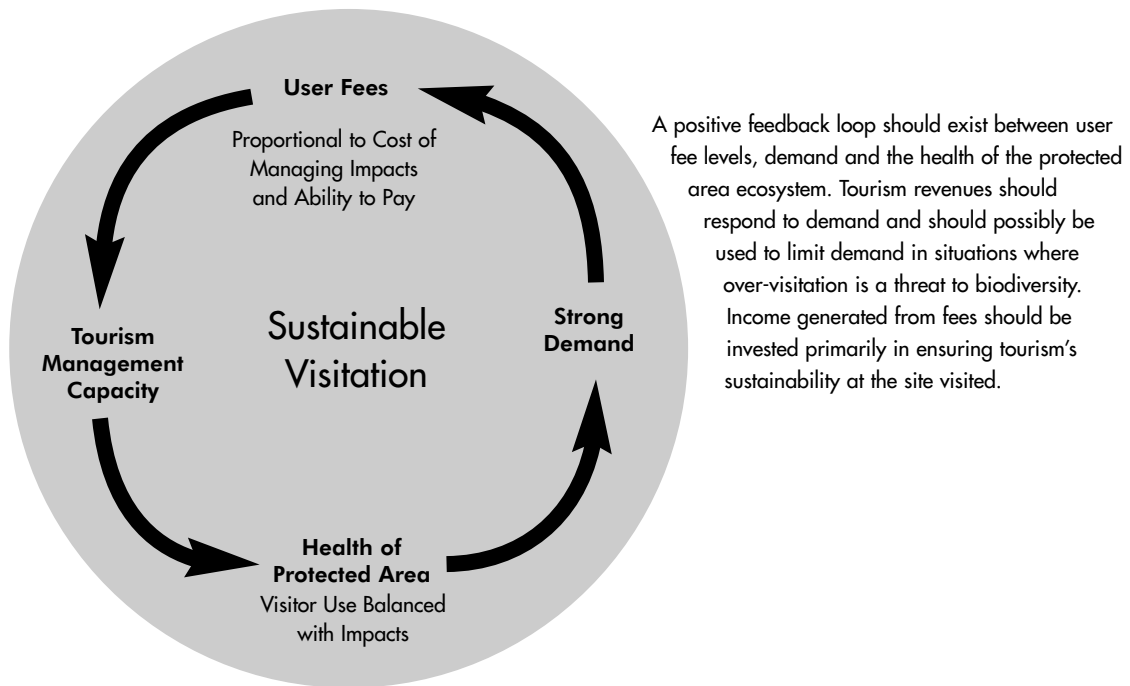 User Fees
Proportional to Cost of
Managing Impacts
and Ability to Pay
Tourism
Management
Capacity
Sustainable
Visitation
Strong
Demand
Health of
Protected Area
Visitor Use Balanced
with Impacts
A positive feedback loop should exist between user
fee levels, demand and the health of the protected
area ecosystem. Tourism revenues should
respond to demand and should possibly be
used to limit demand in situations where
over-visitation is a threat to biodiversity.
Income generated from fees should be
invested primarily in ensuring tourism’s
sustainability at the site visited.